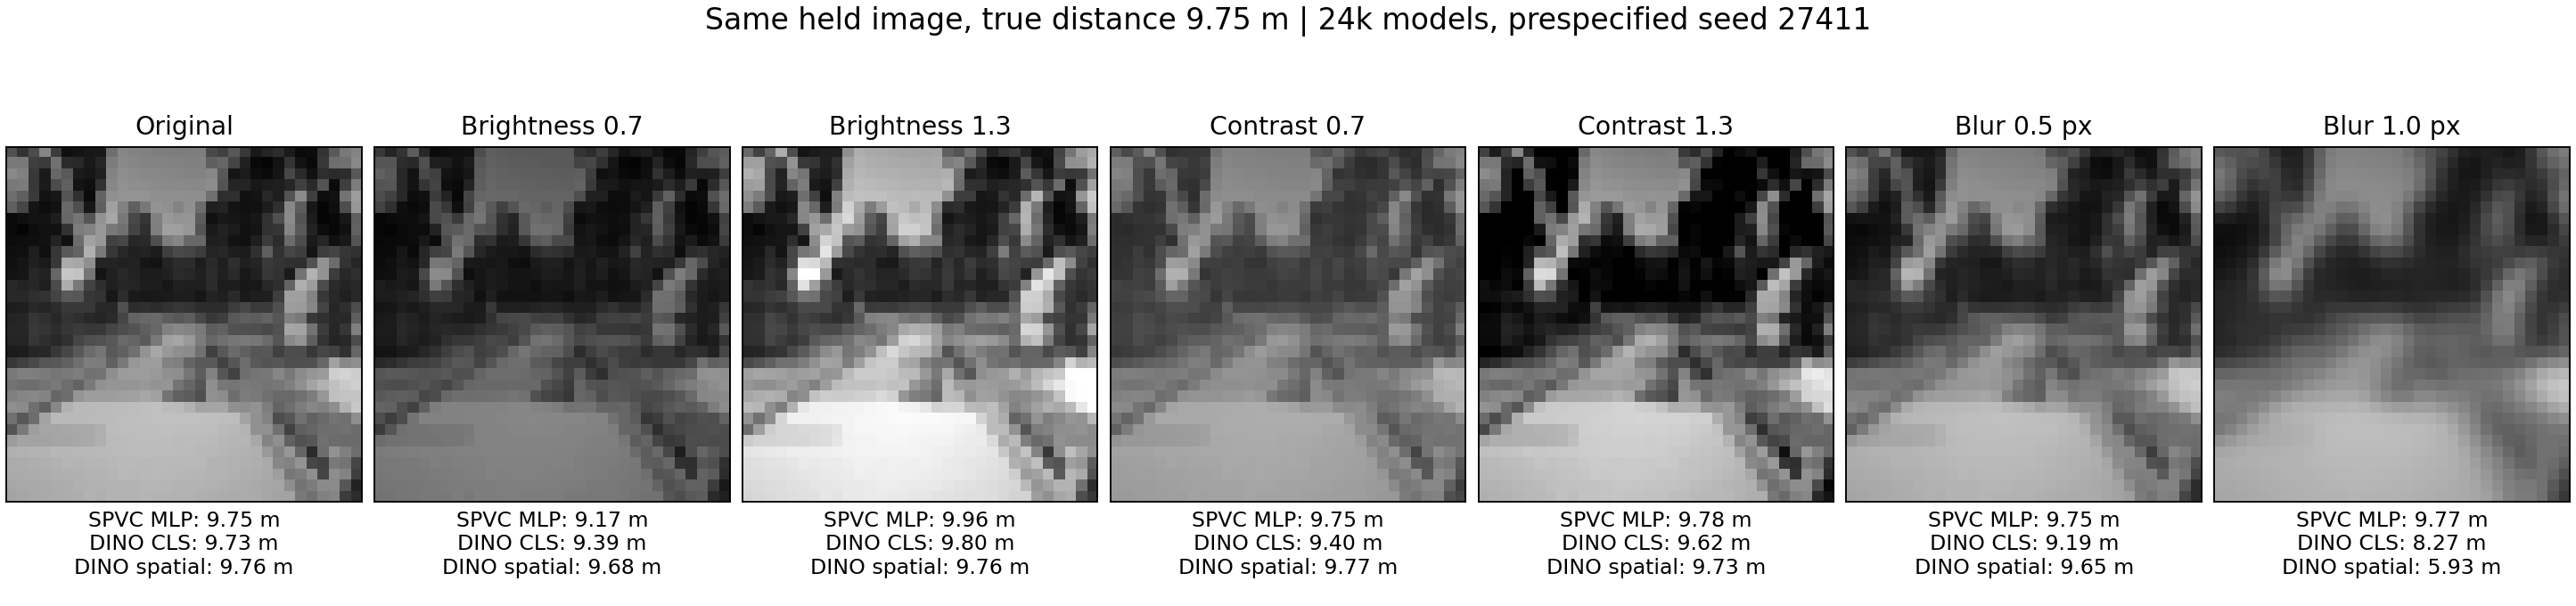 Same held image, true distance 9.75 m | 24k models, prespecified seed 27411
Original
SPVC MLP: 9.75 m
DINO CLS: 9.73 m
DINO spatial: 9.76 m
Brightness 0.7
SPVC MLP: 9.17 m
DINO CLS: 9.39 m
DINO spatial: 9.68 m
Brightness 1.3
SPVC MLP: 9.96 m
DINO CLS: 9.80 m
DINO spatial: 9.76 m
Contrast 0.7
SPVC MLP: 9.75 m
DINO CLS: 9.40 m
DINO spatial: 9.77 m
Contrast 1.3
SPVC MLP: 9.78 m
DINO CLS: 9.62 m
DINO spatial: 9.73 m
Blur 0.5 px
SPVC MLP: 9.75 m
DINO CLS: 9.19 m
DINO spatial: 9.65 m
Blur 1.0 px
SPVC MLP: 9.77 m
DINO CLS: 8.27 m
DINO spatial: 5.93 m